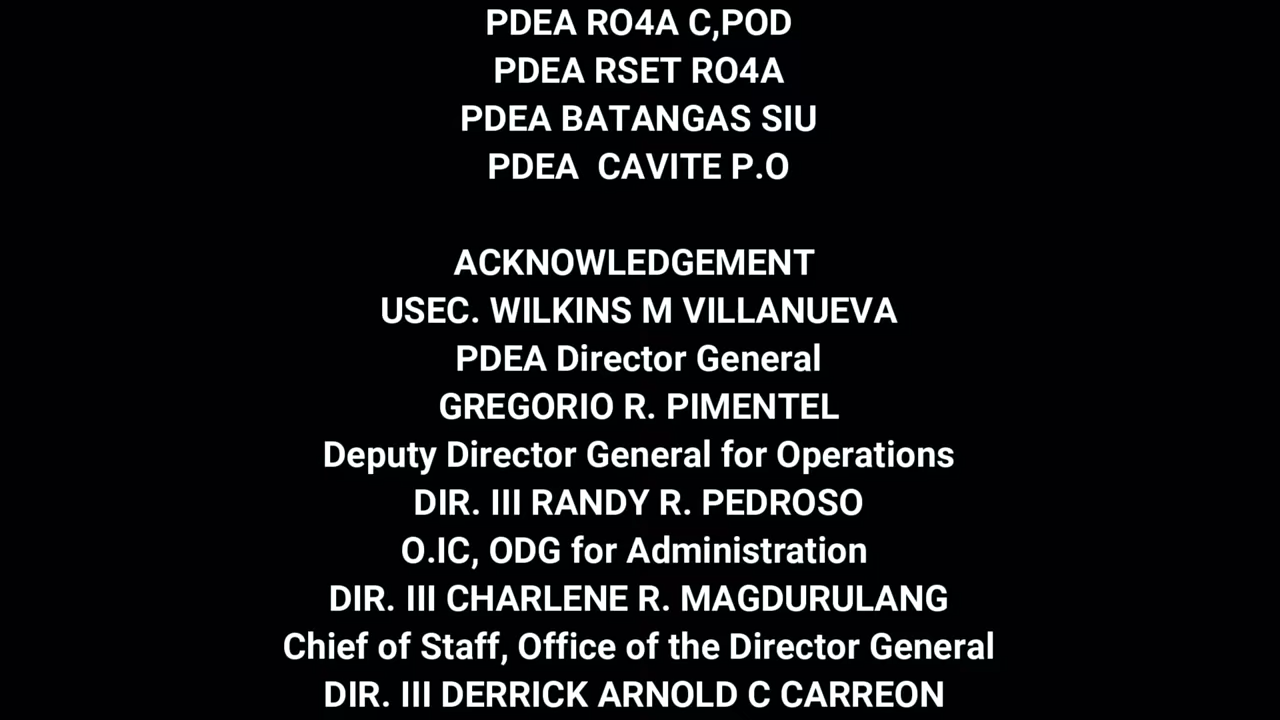 PDEA RO4A C,POD
PDEA RSET RO4A
PDEA BATANGAS SIU
PDEA CAVITE P.O
ACKNOWLEDGEMENT
USEC. WILKINS M VILLANUEVA
PDEA Director General
GREGORIO R. PIMENTEL
Deputy Director General for Operations
DIR. III RANDY R. PEDROSO
O.IC, ODG for Administration
DIR. III CHARLENE R. MAGDURULANG
Chief of Staff, Office of the Director General
DIR. III DERRICK ARNOLD C CARREON